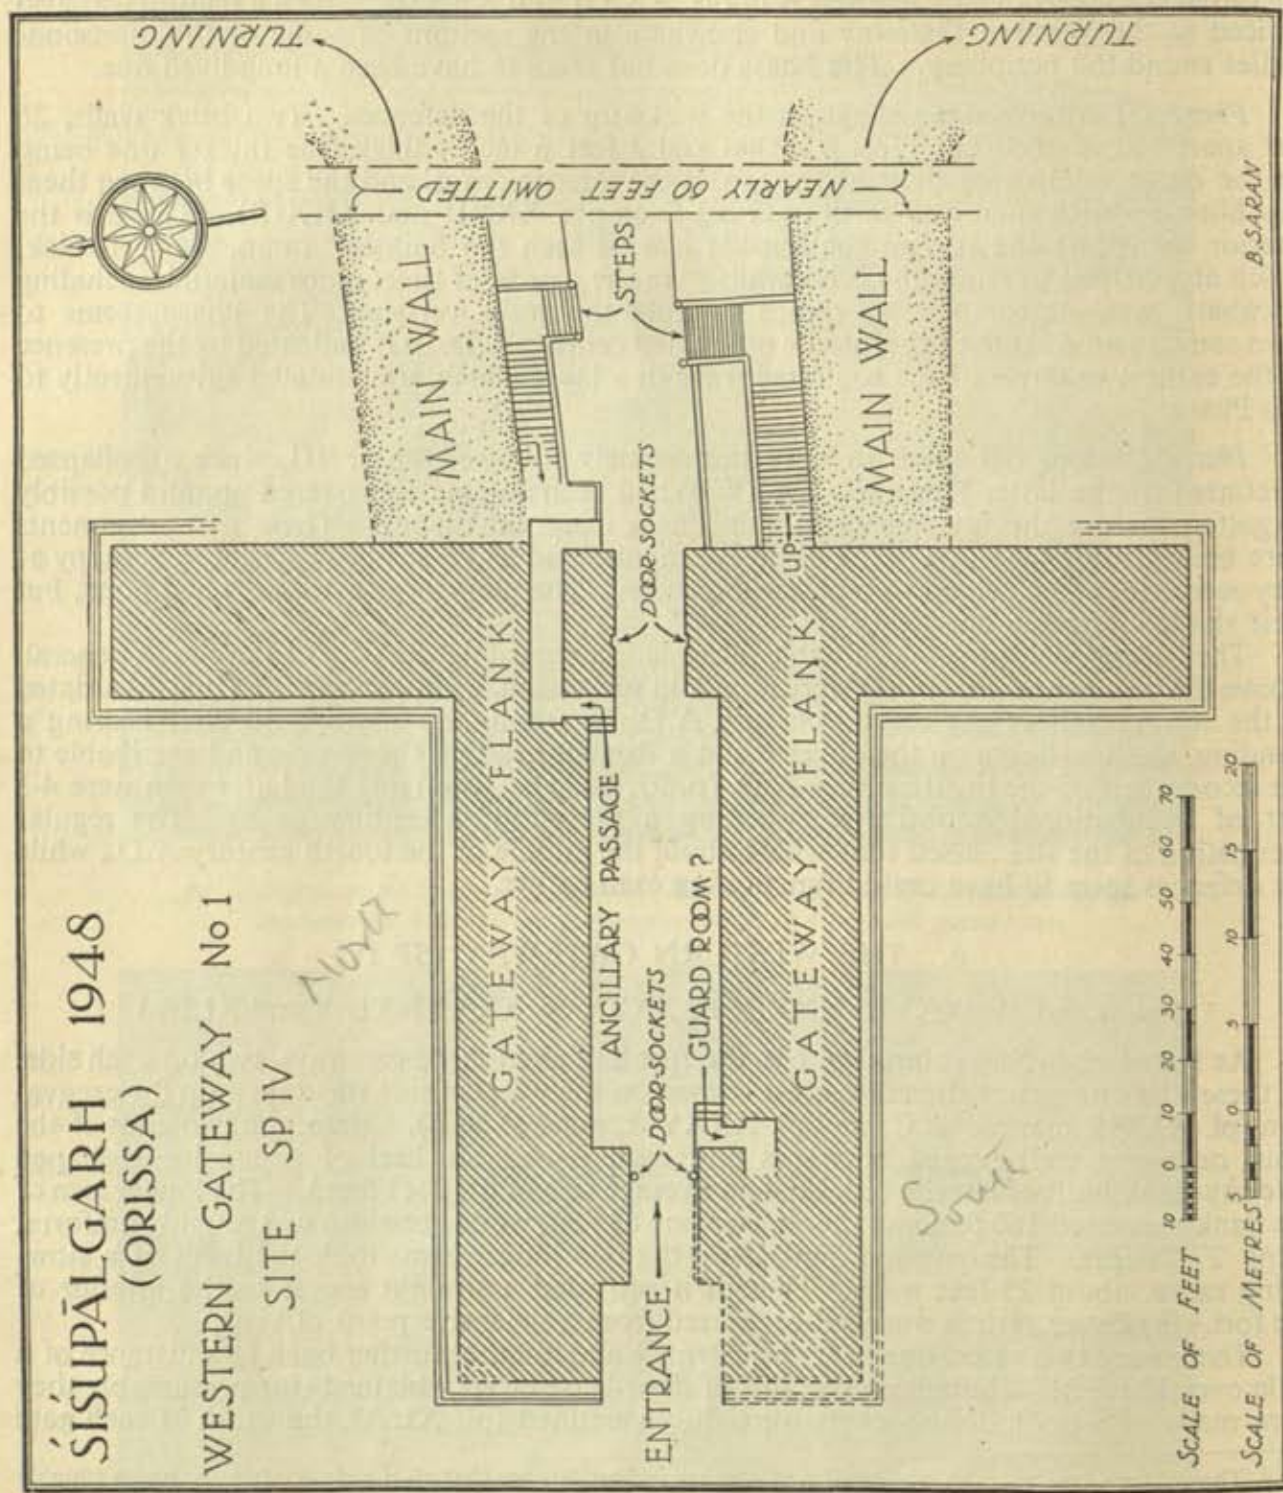 ŚISUPĀLGARH 1948
(ORISSA)
WESTERN GATEWAY No 1
SITE SP IV
North
TURNING
NEARLY 60 FEET OMITTED
TURNING
MAIN WALL
STEPS
MAIN WALL
UP
DOOR-SOCKETS
GATEWAY FLANK
ANCILLARY PASSAGE
DOOR-SOCKETS
GUARD ROOM ?
GATEWAY FLANK
ENTRANCE
South
SCALE OF FEET 10 0 10 20 30 40 50 60 70
SCALE OF METRES 5 0 5 10 15 20
B.SARAN